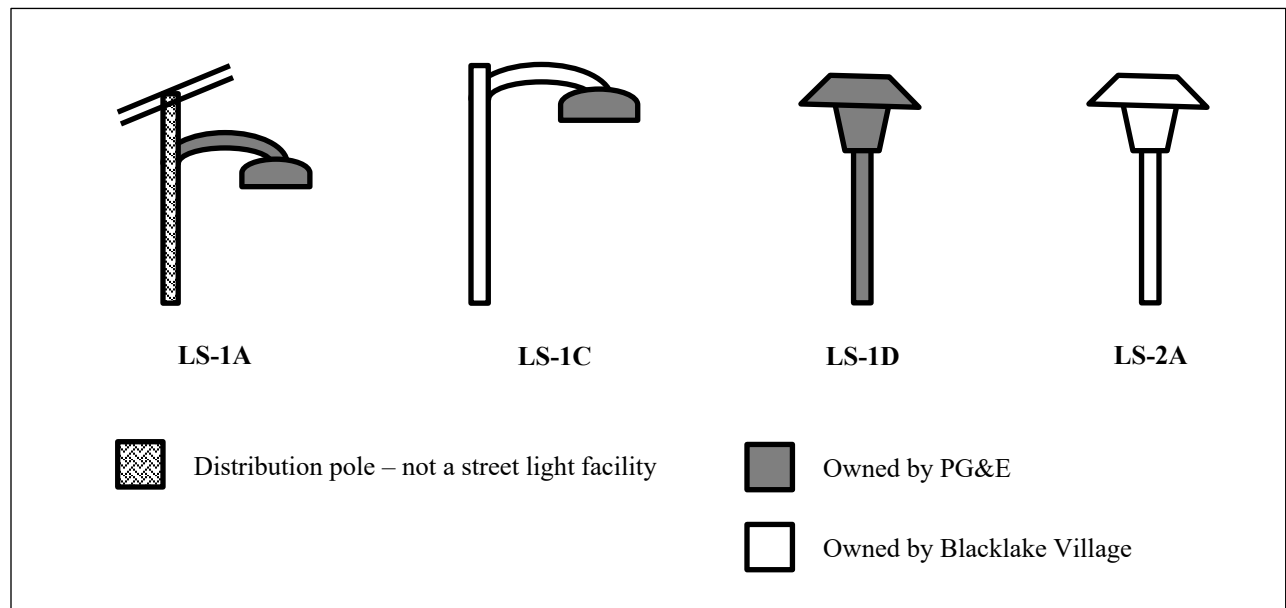 LS-1A
LS-1C
LS-1D
LS-2A
Distribution pole – not a street light facility
Owned by PG&E
Owned by Blacklake Village